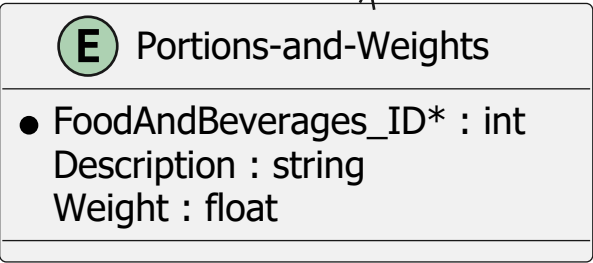 E Portions-and-Weights
FoodAndBeverages_ID* : int
Description : string
Weight : float